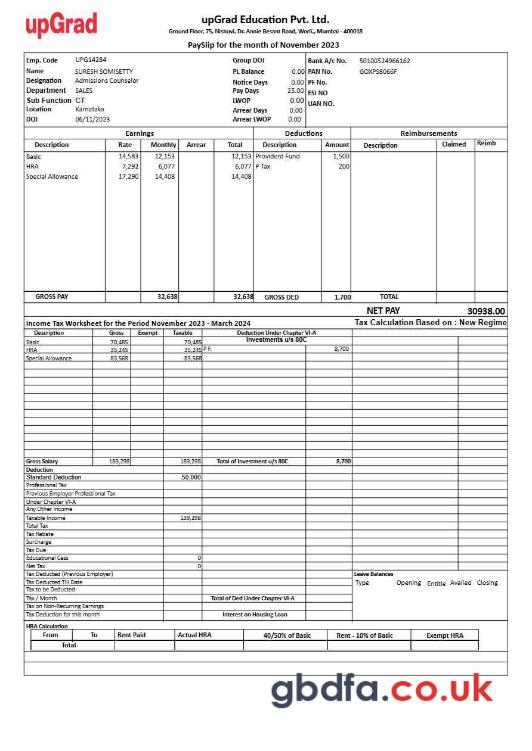 upGrad
upGrad Education Pvt. Ltd.
Ground Floor, 75, Nishuvi, Dr. Annie Besant Road, Worli., Mumbai - 400018
PaySlip for the month of November 2023
Emp. Code UPG14284 Group DOJ Bank A/c No. 50100524966162
Name SURESH SOMISETTY PL Balance 0.00 PAN No. GOXPS8066F
Designation Admissions Counselor Notice Days 0.00 PF No.
Department SALES Pay Days 25.00 ESI NO
Sub Function CT LWOP 0.00 UAN NO.
Location Karnataka Arrear Days 0.00
DOJ 06/11/2023 Arrear LWOP 0.00
Earnings Deductions Reimbursements
Description Rate Monthly Arrear Total Description Amount Description Claimed Reimb
Basic 14,583 12,153 12,153 Provident Fund 1,500
HRA 7,292 6,077 6,077 P Tax 200
Special Allowance 17,290 14,408 14,408
GROSS PAY 32,638 32,638 GROSS DED 1,700 TOTAL
NET PAY 30938.00
Income Tax Worksheet for the Period November 2023 - March 2024 Tax Calculation Based on : New Regime
Description Gross Exempt Taxable Deduction Under Chapter VI-A
Basic 70,485 70,485 Investments u/s 80C
HRA 35,245 35,245 P F. 8,700
Special Allowance 83,568 83,568
Gross Salary 189,298 189,298 Total of Investment u/s 80C 8,700
Deduction
Standard Deduction 50,000
Professional Tax
Previous Employer Professional Tax
Under Chapter VI-A
Any Other Income
Taxable Income 139,298
Total Tax
Tax Rebate
Surcharge
Tax Due
Educational Cess 0
Net Tax 0
Tax Deducted (Previous Employer) Leave Balances
Tax Deducted Till Date Type Opening Entitle Availed Closing
Tax to be Deducted
Tax / Month Total of Ded Under Chapter VI-A
Tax on Non-Recurring Earnings
Tax Deduction for this month Interest on Housing Loan
HRA Calculation
From To Rent Paid Actual HRA 40/50% of Basic Rent - 10% of Basic Exempt HRA
Total
gbdfa.co.uk